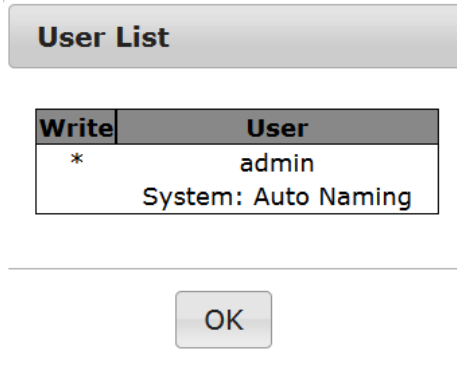 User List
Write User
* admin
System: Auto Naming
OK